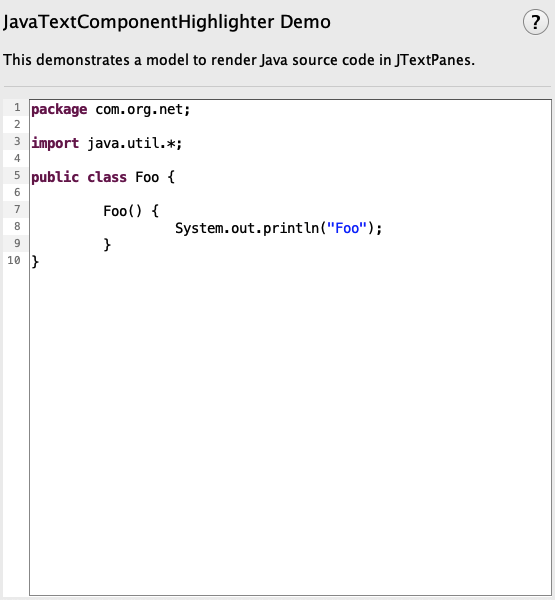 JavaTextComponentHighlighter Demo
?
This demonstrates a model to render Java source code in JTextPanes.
1 package com.org.net;
2
3 import java.util.*;
4
5 public class Foo {
6
7 Foo() {
8 System.out.println("Foo");
9 }
10 }